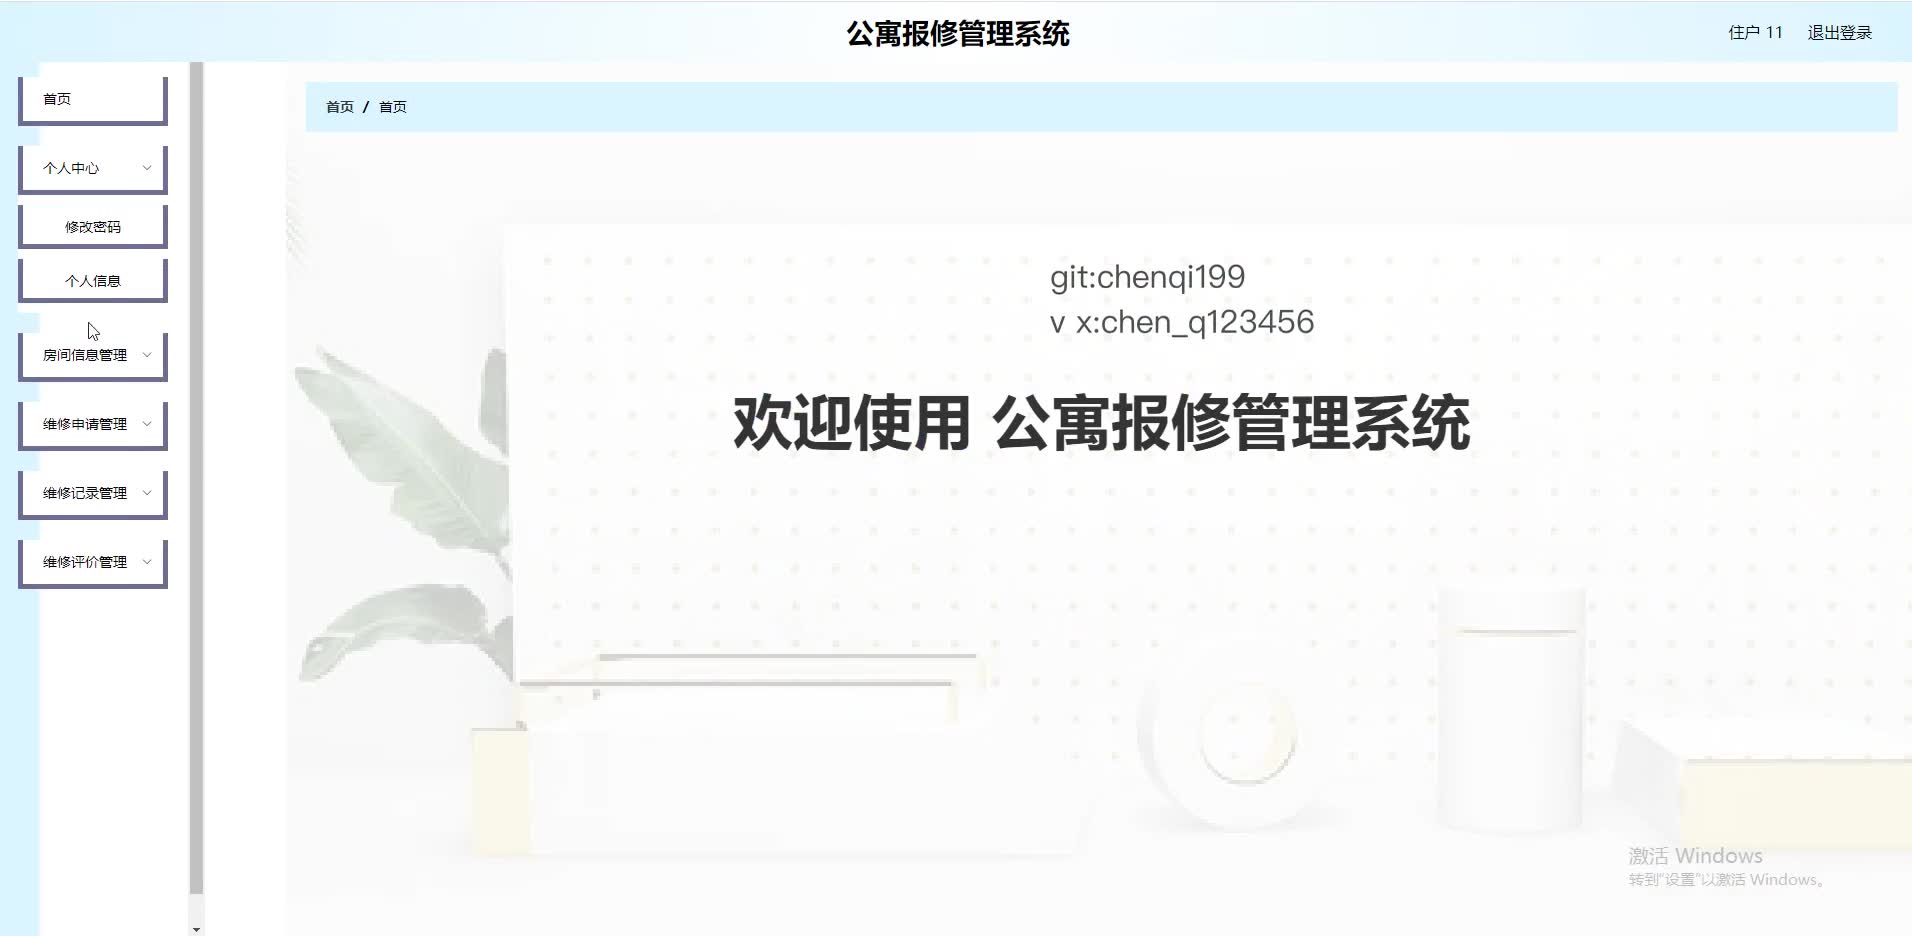 公寓报修管理系统
住户 11 退出登录
首页
首页 / 首页
个人中心
修改密码
个人信息
房间信息管理
维修申请管理
维修记录管理
维修评价管理
git:chenqi199
v x:chen_q123456
欢迎使用 公寓报修管理系统
激活 Windows
转到"设置"以激活 Windows。